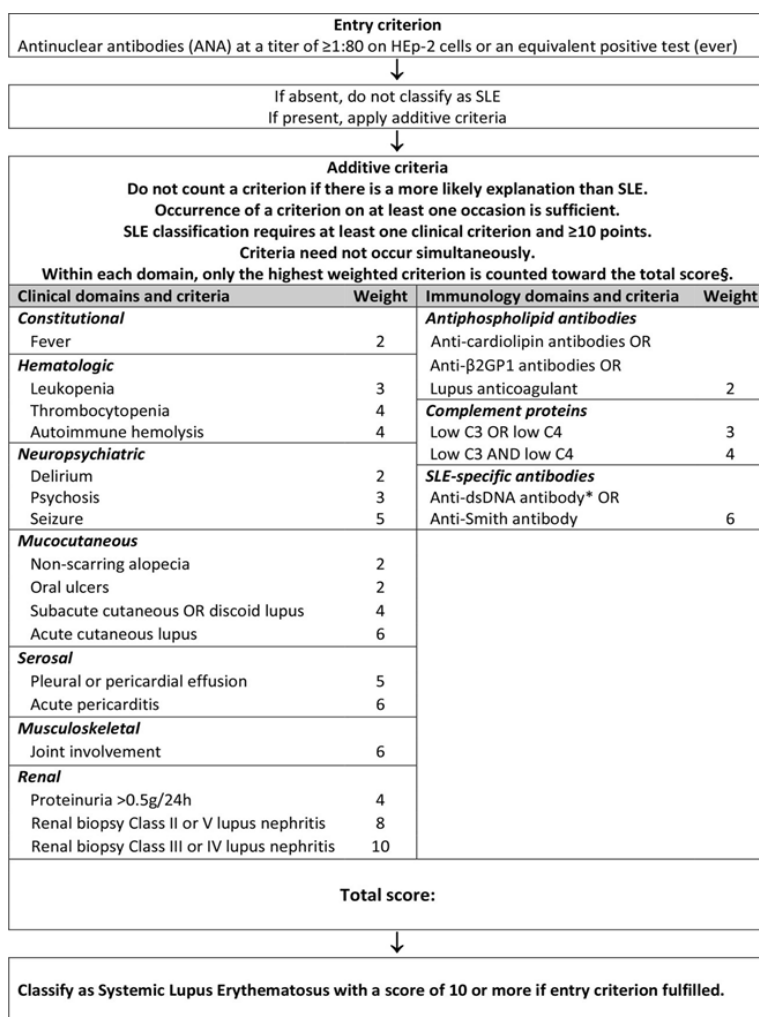 Entry criterion
Antinuclear antibodies (ANA) at a titer of ≥1:80 on HEp-2 cells or an equivalent positive test (ever)
↓
If absent, do not classify as SLE
If present, apply additive criteria
↓
Additive criteria
Do not count a criterion if there is a more likely explanation than SLE.
Occurrence of a criterion on at least one occasion is sufficient.
SLE classification requires at least one clinical criterion and ≥10 points.
Criteria need not occur simultaneously.
Within each domain, only the highest weighted criterion is counted toward the total score§.
Clinical domains and criteria Weight
Constitutional
Fever 2
Hematologic
Leukopenia 3
Thrombocytopenia 4
Autoimmune hemolysis 4
Neuropsychiatric
Delirium 2
Psychosis 3
Seizure 5
Mucocutaneous
Non-scarring alopecia 2
Oral ulcers 2
Subacute cutaneous OR discoid lupus 4
Acute cutaneous lupus 6
Serosal
Pleural or pericardial effusion 5
Acute pericarditis 6
Musculoskeletal
Joint involvement 6
Renal
Proteinuria >0.5g/24h 4
Renal biopsy Class II or V lupus nephritis 8
Renal biopsy Class III or IV lupus nephritis 10
Immunology domains and criteria Weight
Antiphospholipid antibodies
Anti-cardiolipin antibodies OR
Anti-β2GP1 antibodies OR
Lupus anticoagulant 2
Complement proteins
Low C3 OR low C4 3
Low C3 AND low C4 4
SLE-specific antibodies
Anti-dsDNA antibody* OR
Anti-Smith antibody 6
Total score:
↓
Classify as Systemic Lupus Erythematosus with a score of 10 or more if entry criterion fulfilled.